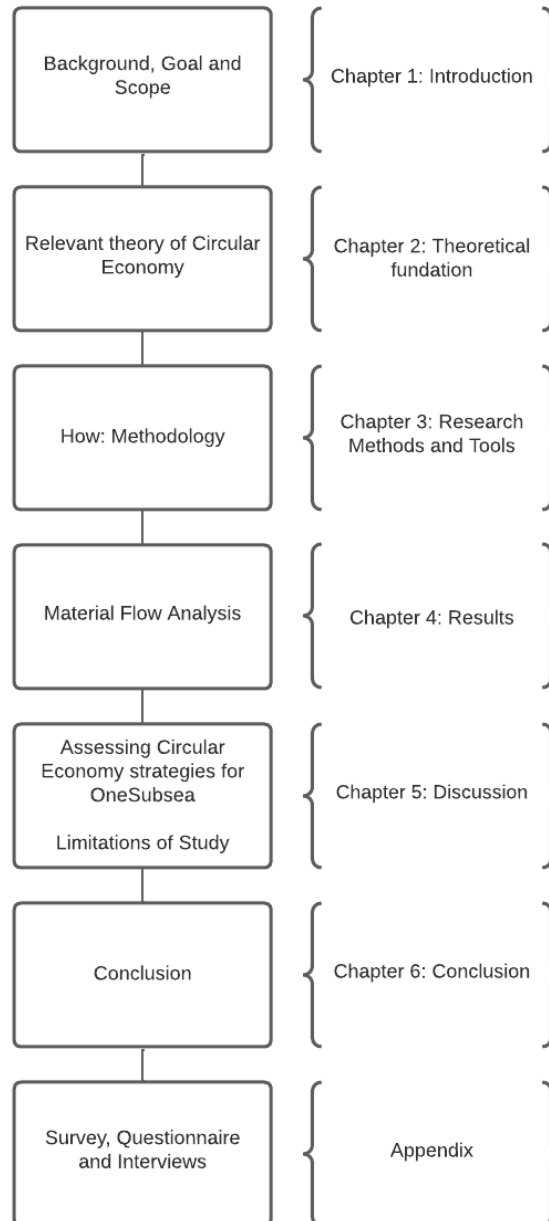 Background, Goal and
Scope
Chapter 1: Introduction
Relevant theory of Circular
Economy
Chapter 2: Theoretical
fundation
How: Methodology
Chapter 3: Research
Methods and Tools
Material Flow Analysis
Chapter 4: Results
Assessing Circular
Economy strategies for
OneSubsea
Limitations of Study
Chapter 5: Discussion
Conclusion
Chapter 6: Conclusion
Survey, Questionnaire
and Interviews
Appendix